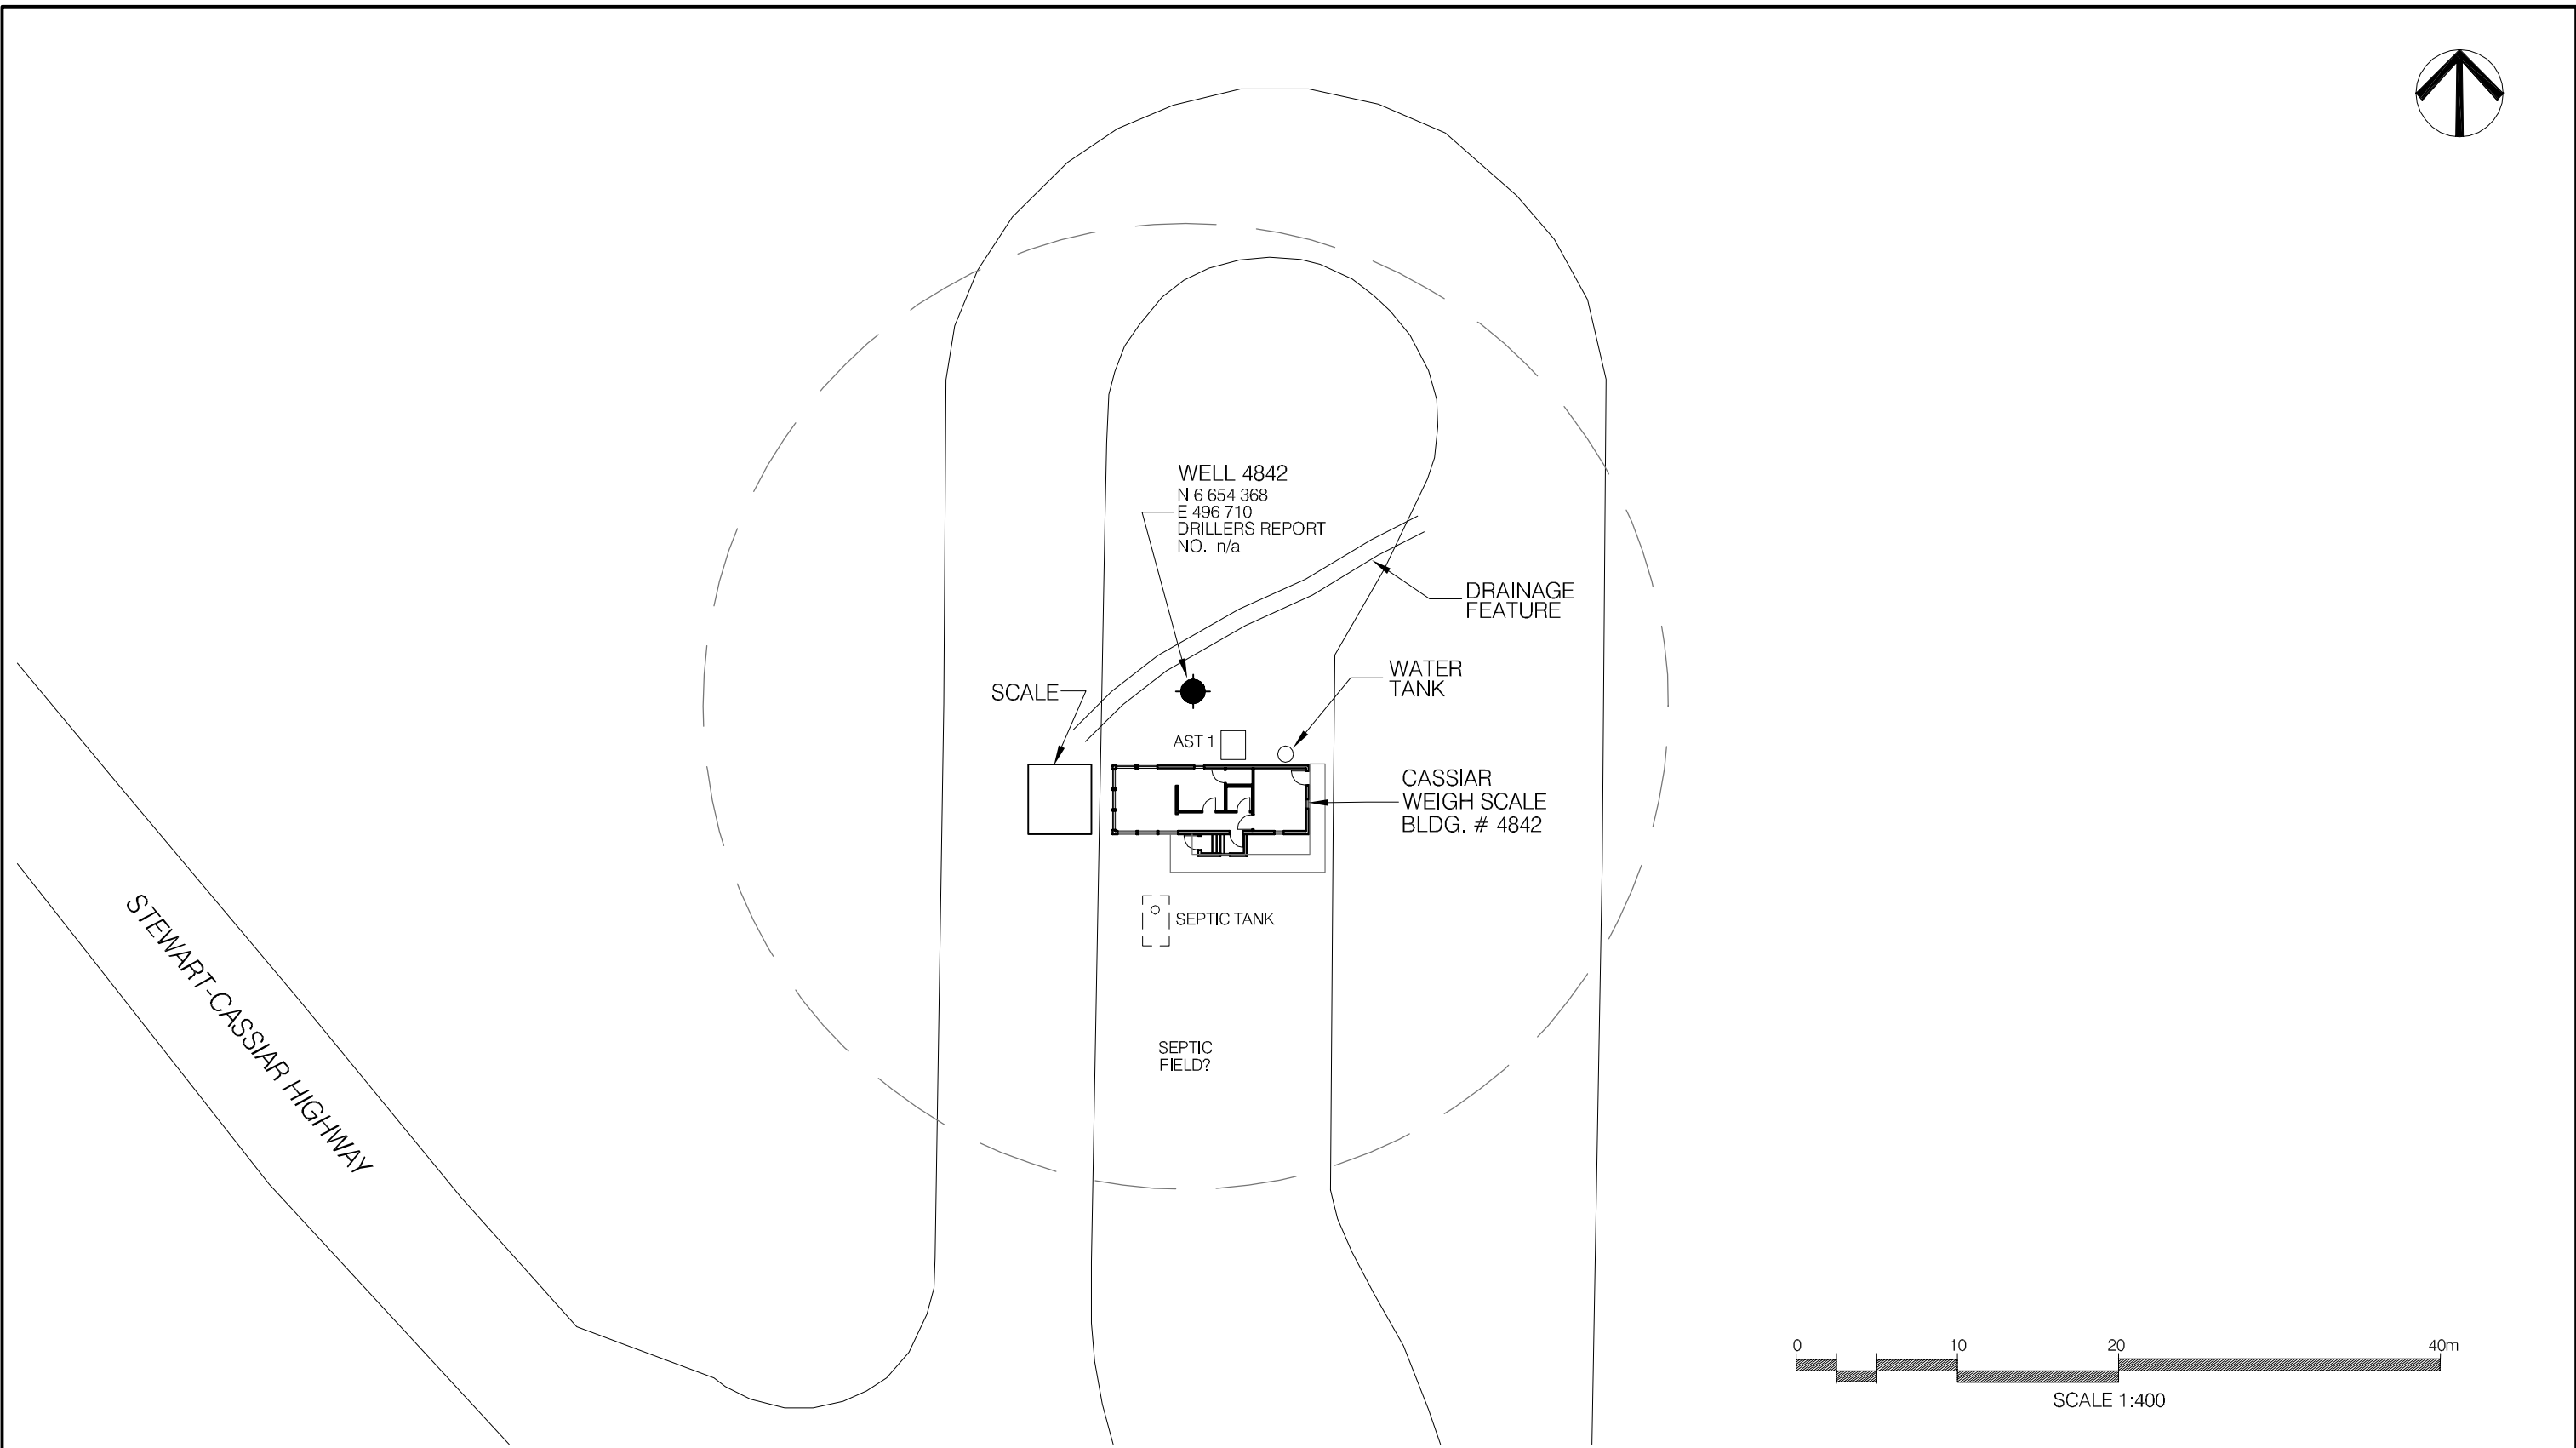 WELL 4842
N 6 654 368
E 496 710
DRILLERS REPORT
NO. n/a
DRAINAGE
FEATURE
WATER
TANK
SCALE
AST 1
CASSIAR
WEIGH SCALE
BLDG. # 4842
SEPTIC TANK
SEPTIC
FIELD?
STEWART-CASSIAR HIGHWAY
0 10 20 40m
SCALE 1:400